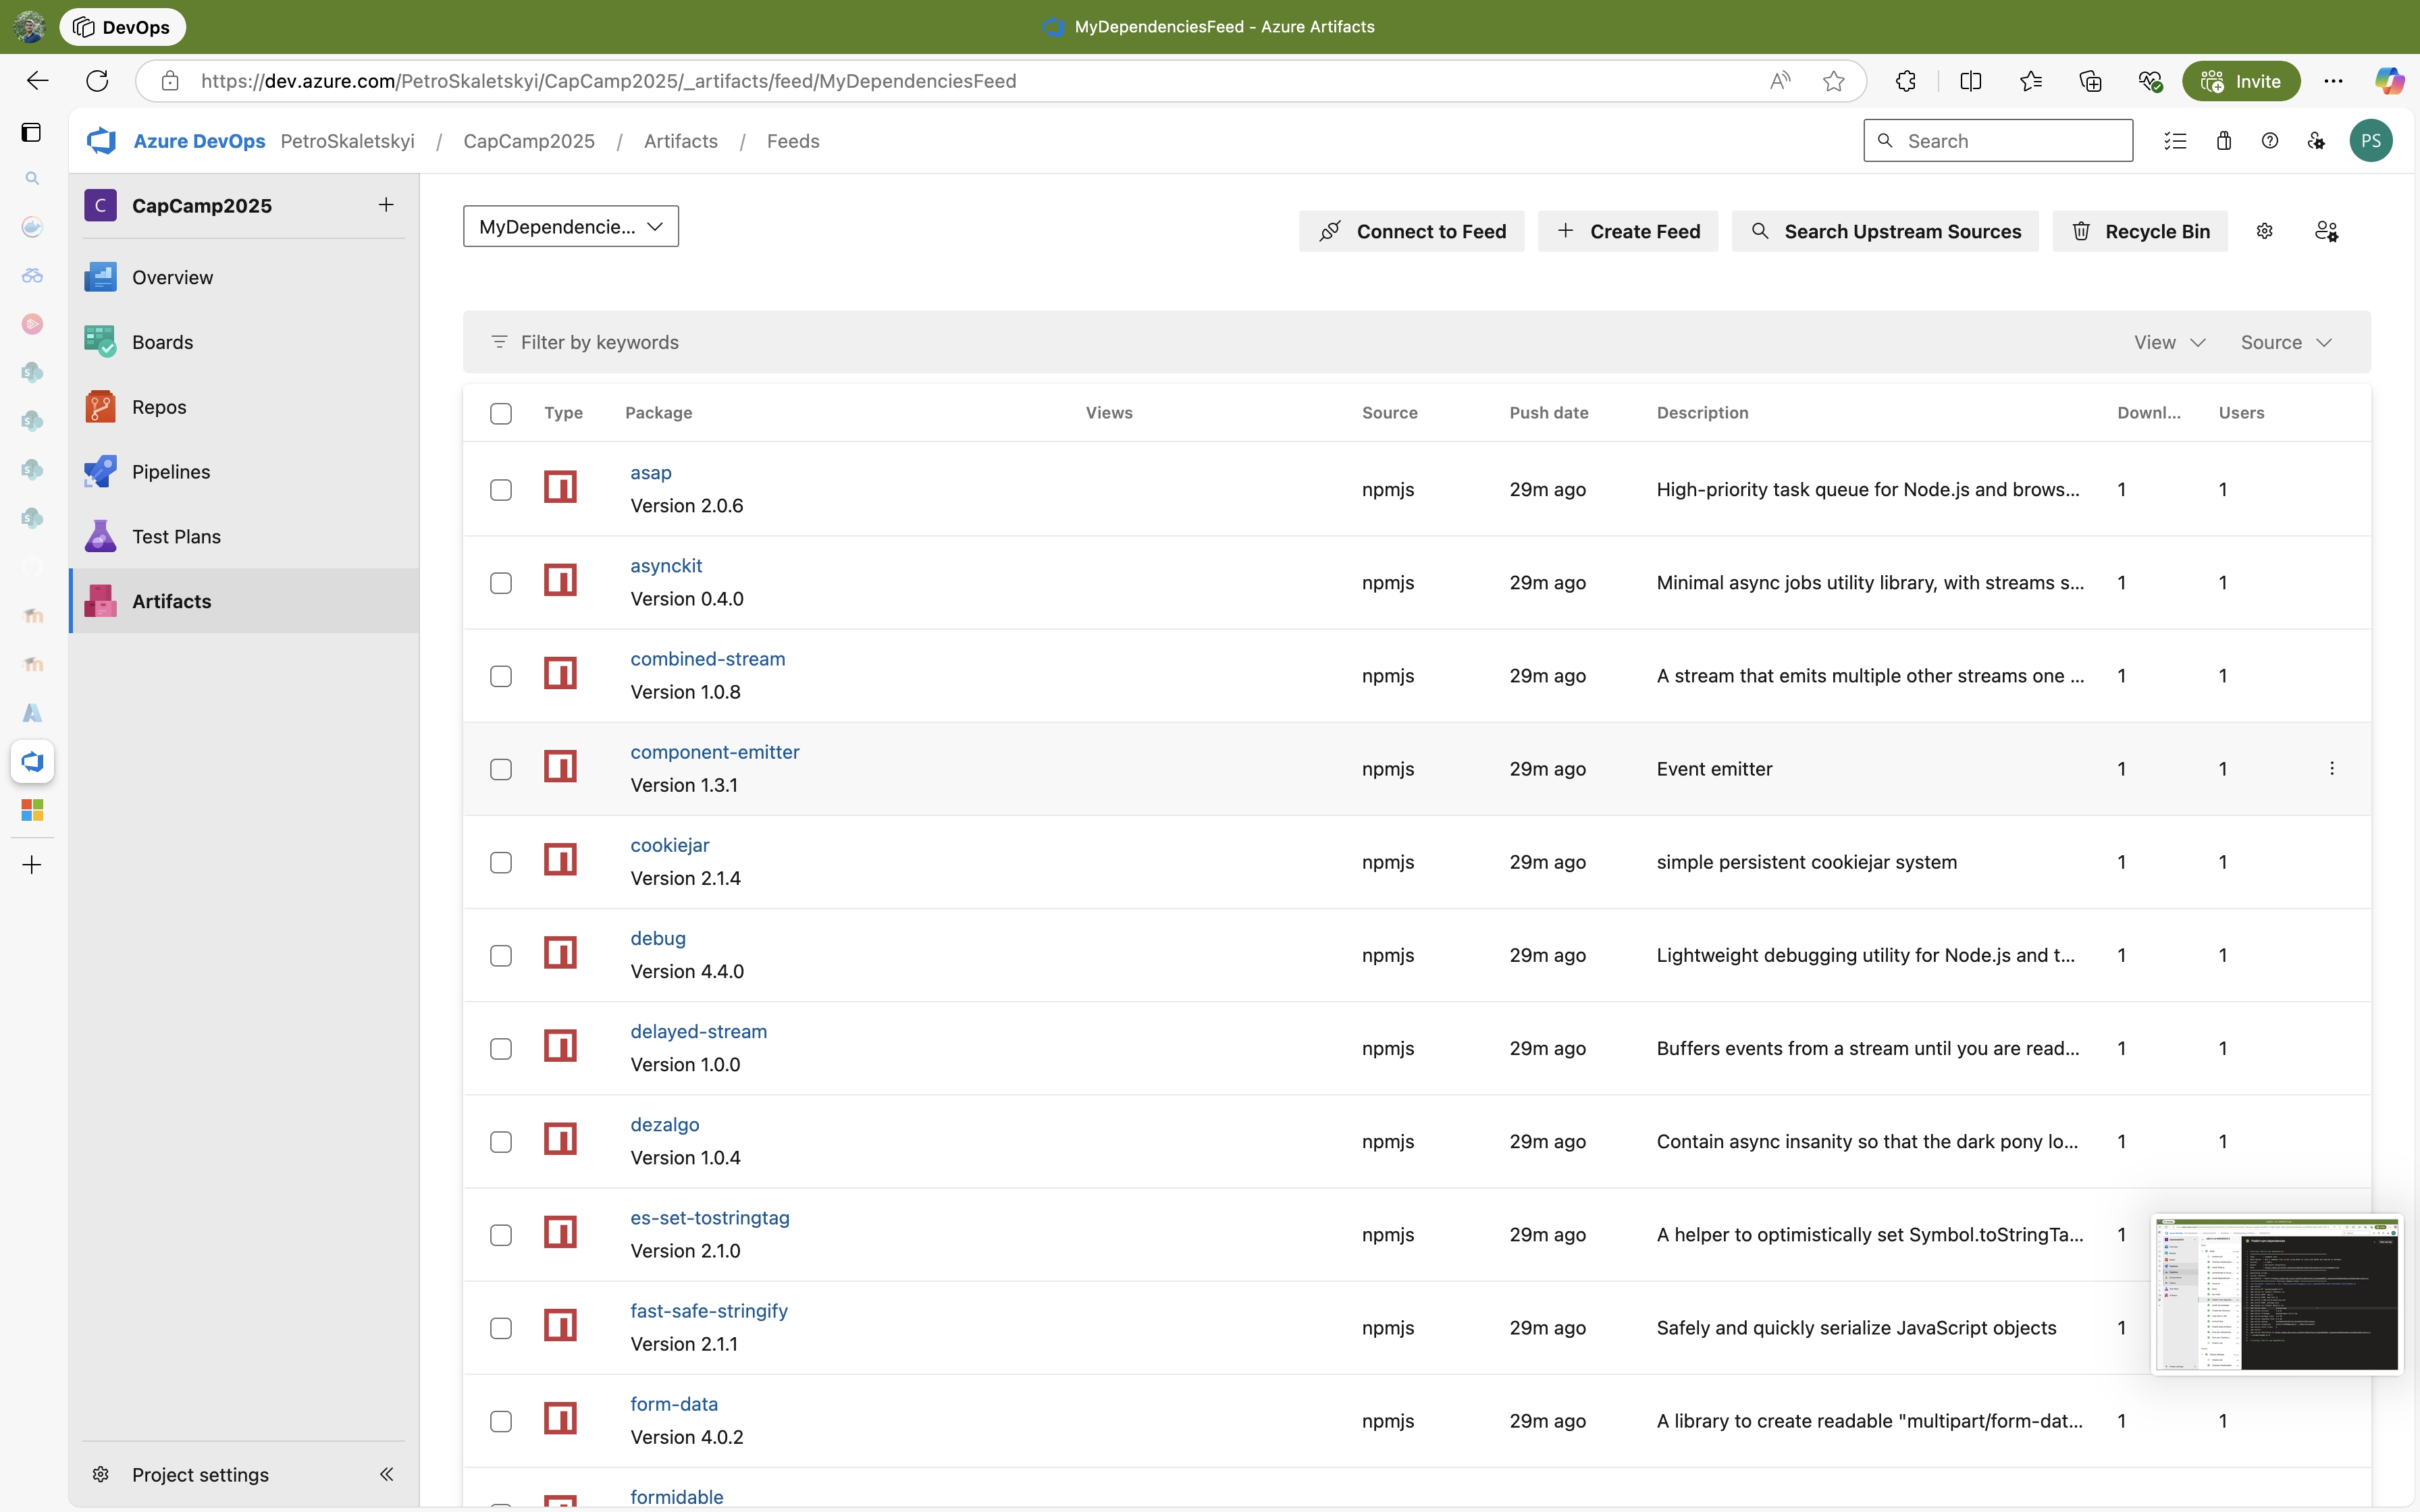 DevOps
MyDependenciesFeed - Azure Artifacts
https://dev.azure.com/PetroSkaletskyi/CapCamp2025/_artifacts/feed/MyDependenciesFeed
Invite
Azure DevOps PetroSkaletskyi / CapCamp2025 / Artifacts / Feeds
Search
PS
C CapCamp2025
Overview
Boards
Repos
Pipelines
Test Plans
Artifacts
Project settings
MyDependencie...
Connect to Feed
Create Feed
Search Upstream Sources
Recycle Bin
Filter by keywords
View
Source
Type Package Views Source Push date Description Downl... Users
asap
Version 2.0.6
npmjs 29m ago High-priority task queue for Node.js and brows... 1 1
asynckit
Version 0.4.0
npmjs 29m ago Minimal async jobs utility library, with streams s... 1 1
combined-stream
Version 1.0.8
npmjs 29m ago A stream that emits multiple other streams one ... 1 1
component-emitter
Version 1.3.1
npmjs 29m ago Event emitter 1 1
cookiejar
Version 2.1.4
npmjs 29m ago simple persistent cookiejar system 1 1
debug
Version 4.4.0
npmjs 29m ago Lightweight debugging utility for Node.js and t... 1 1
delayed-stream
Version 1.0.0
npmjs 29m ago Buffers events from a stream until you are read... 1 1
dezalgo
Version 1.0.4
npmjs 29m ago Contain async insanity so that the dark pony lo... 1 1
es-set-tostringtag
Version 2.1.0
npmjs 29m ago A helper to optimistically set Symbol.toStringTa... 1
fast-safe-stringify
Version 2.1.1
npmjs 29m ago Safely and quickly serialize JavaScript objects 1
form-data
Version 4.0.2
npmjs 29m ago A library to create readable "multipart/form-dat... 1 1
formidable